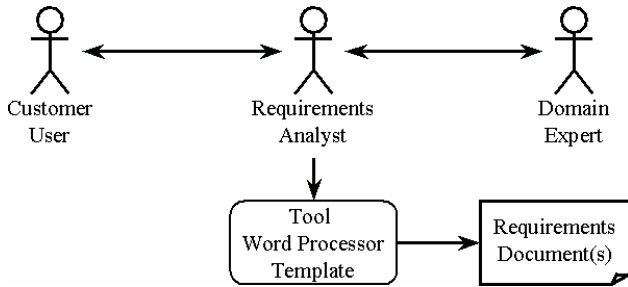 Customer
User
Requirements
Analyst
Domain
Expert
Tool
Word Processor
Template
Requirements
Document(s)